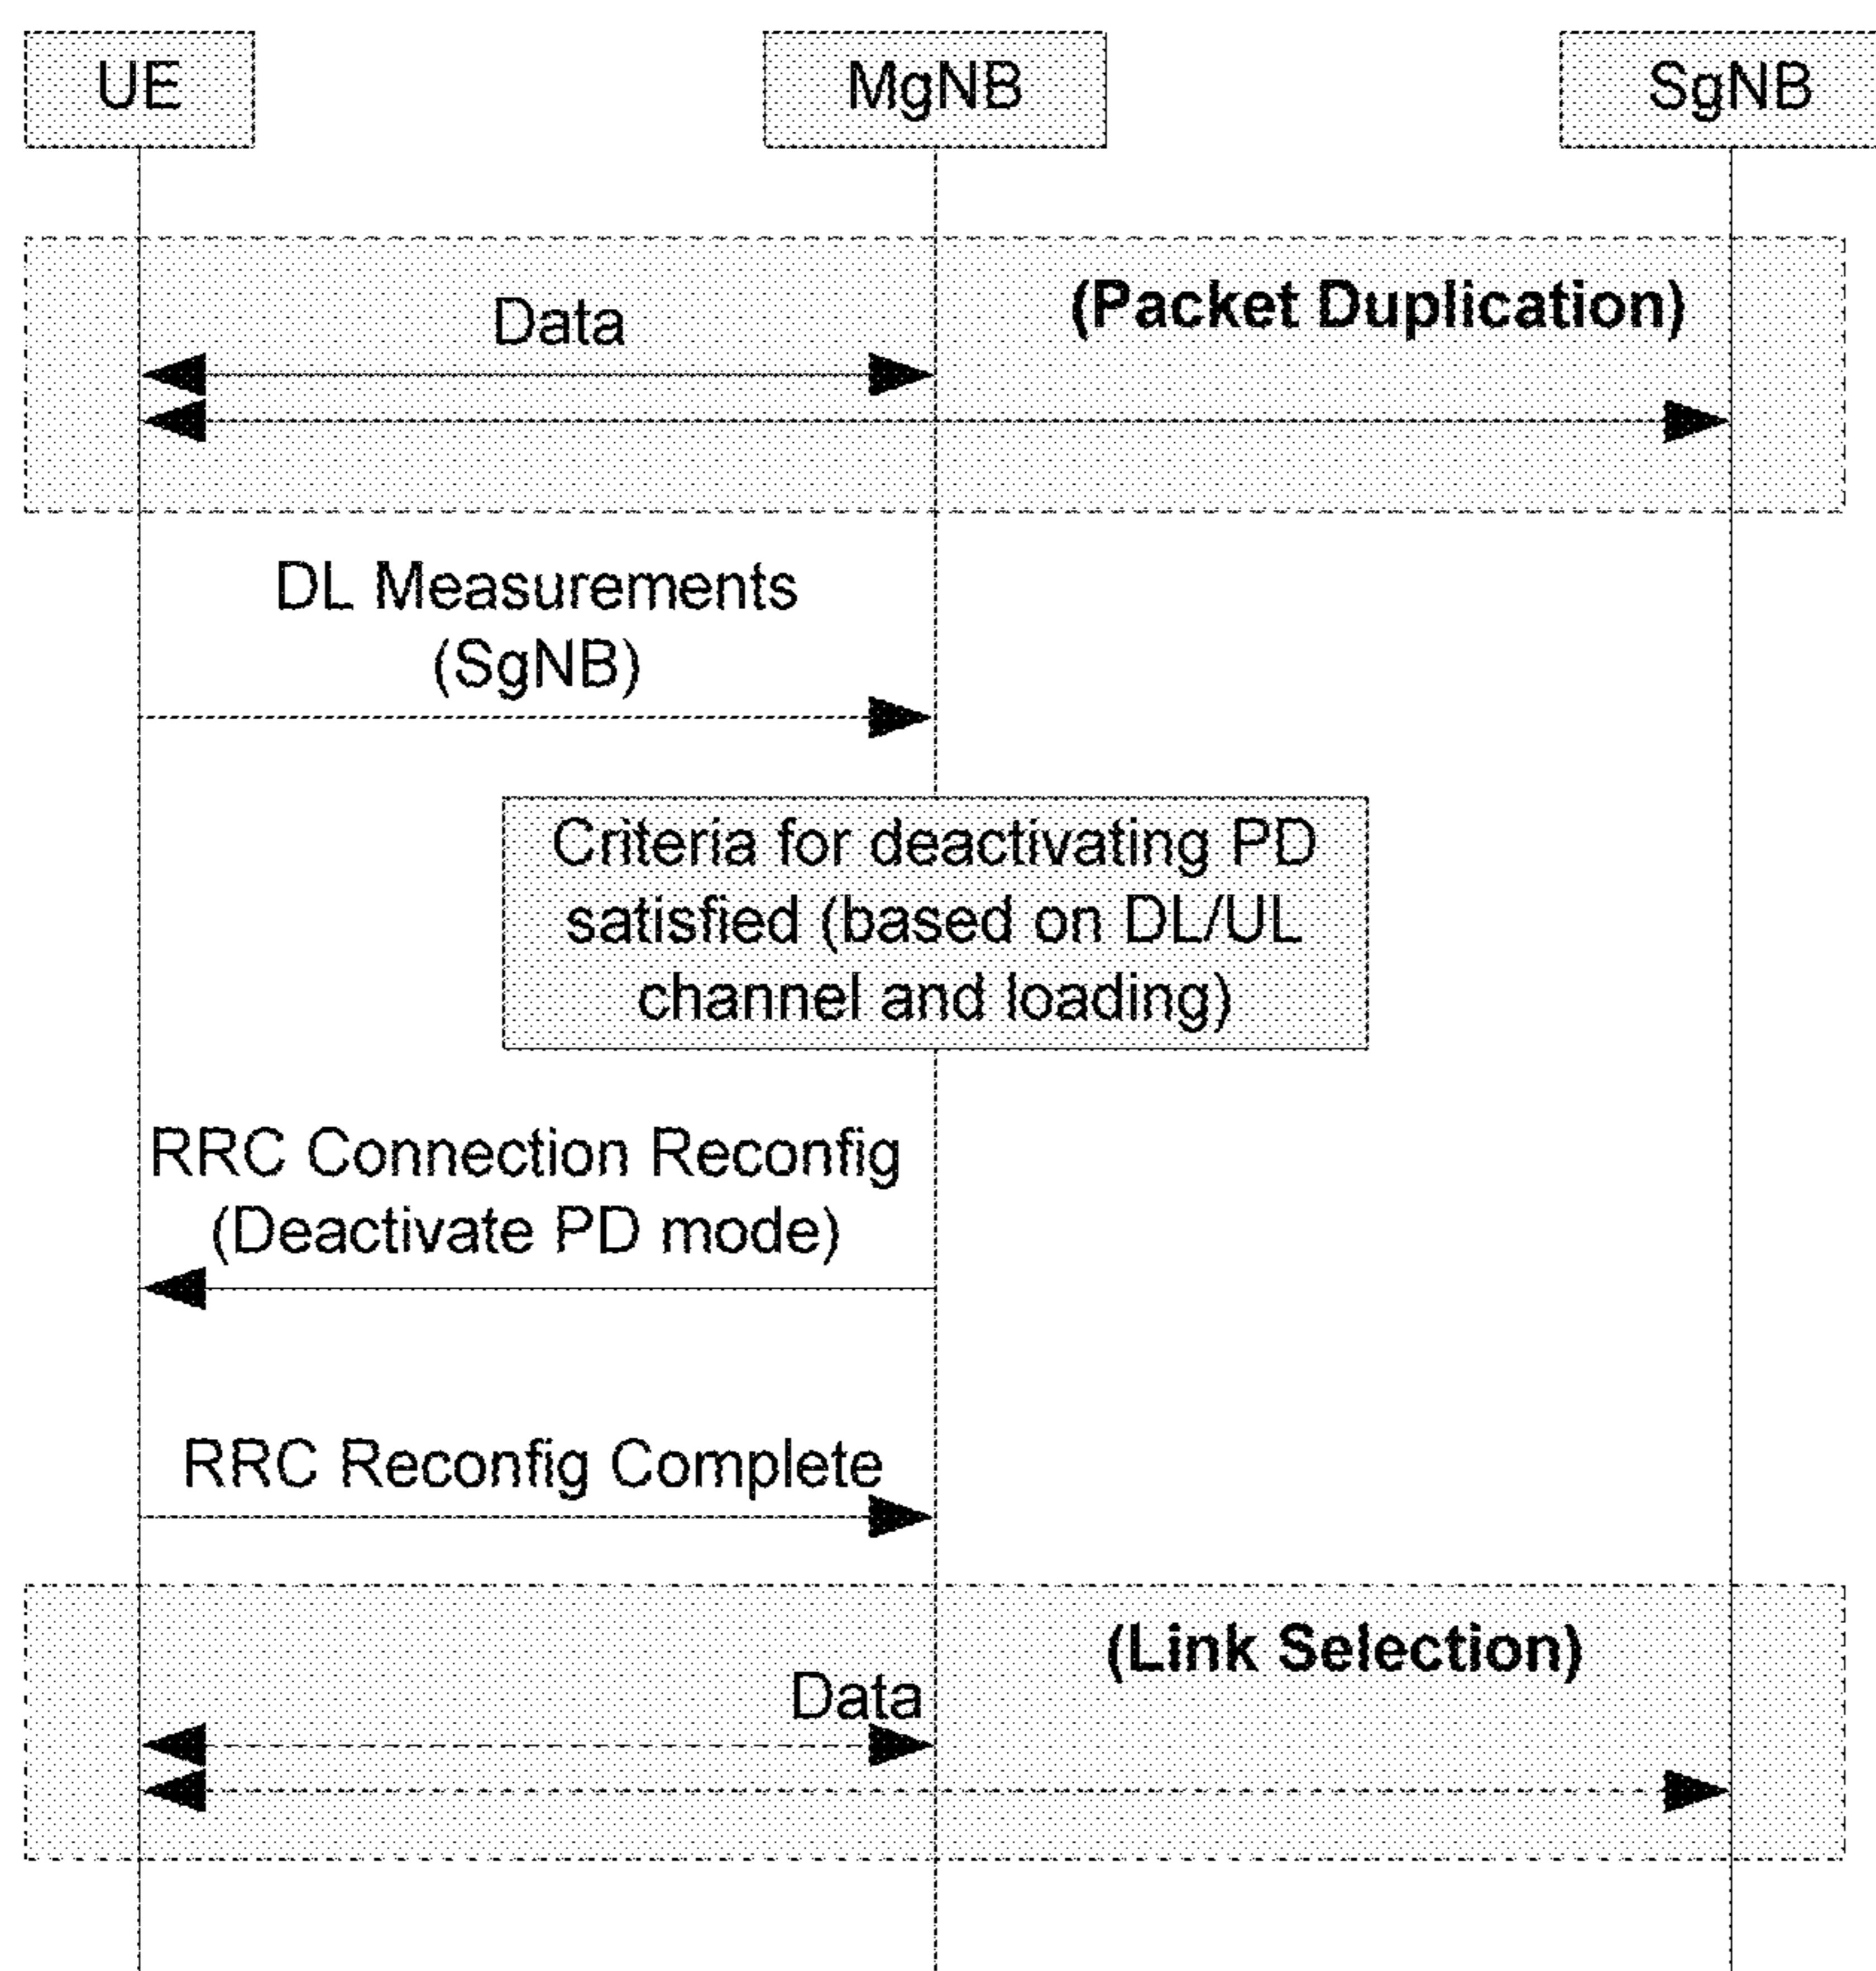 UE
MgNB
SgNB
(Packet Duplication)
Data
DL Measurements
(SgNB)
Criteria for deactivating PD
satisfied (based on DL/UL
channel and loading)
RRC Connection Reconfig
(Deactivate PD mode)
RRC Reconfig Complete
(Link Selection)
Data